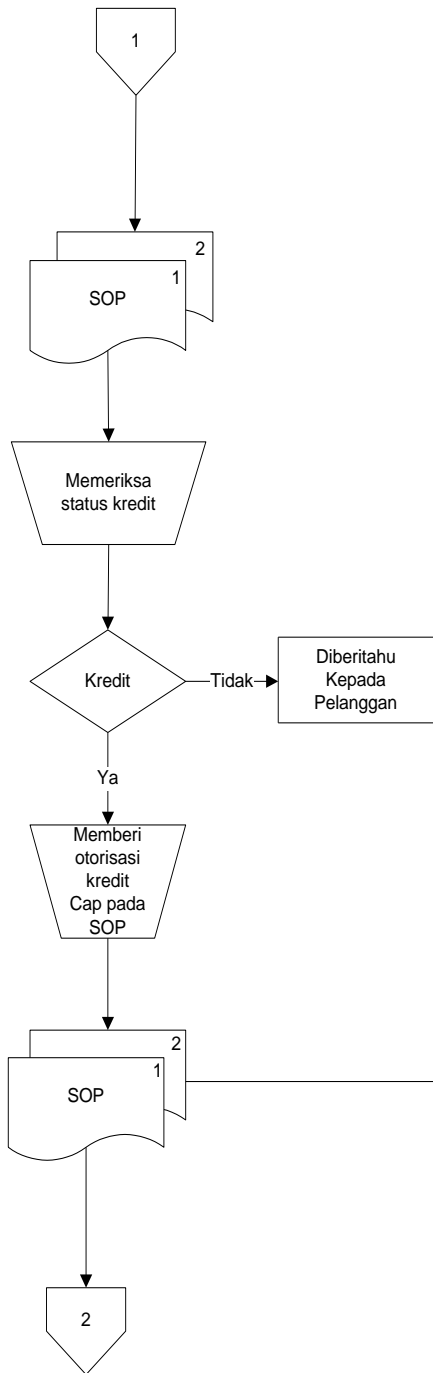 1
2
1
SOP
Memeriksa
status kredit
Kredit
Tidak
Diberitahu
Kepada
Pelanggan
Ya
Memberi
otorisasi
kredit
Cap pada
SOP
2
1
SOP
2